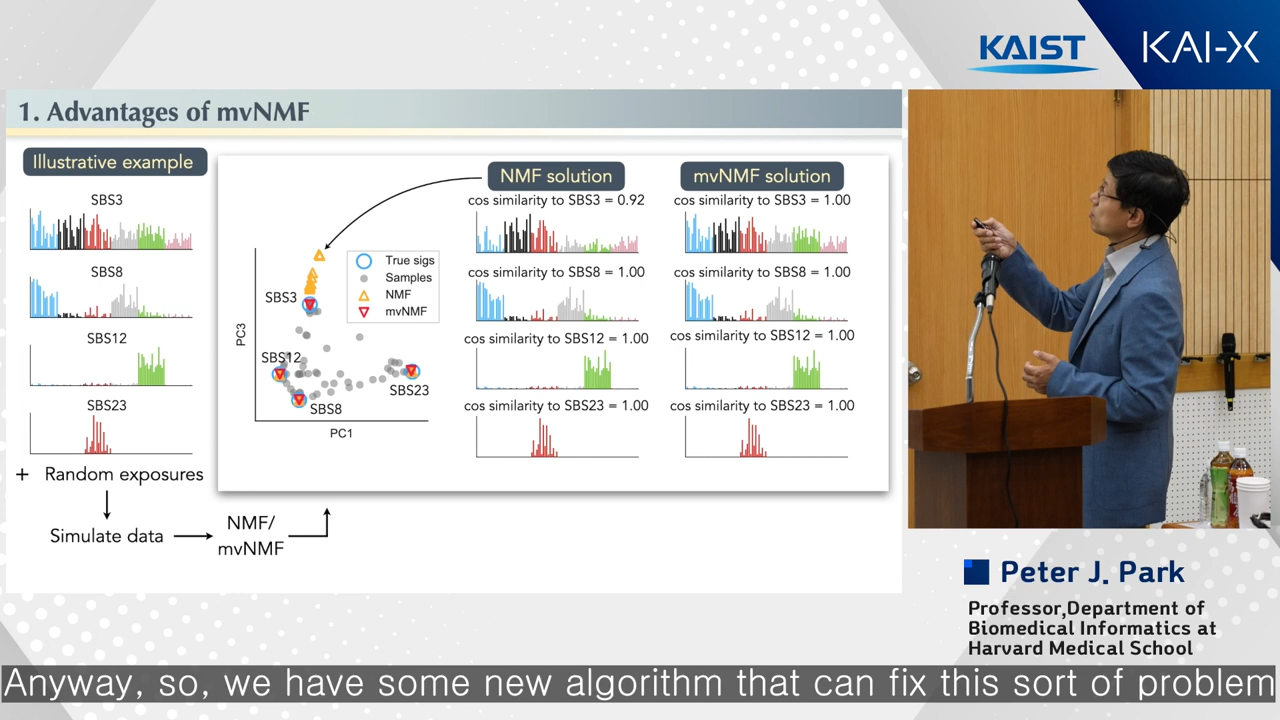 KAIST
KAI-X
1. Advantages of mvNMF
Illustrative example
SBS3
SBS8
SBS12
SBS23
+ Random exposures
Simulate data
NMF/
mvNMF
PC3
PC1
SBS3
SBS12
SBS8
SBS23
True sigs
Samples
NMF
mvNMF
NMF solution
cos similarity to SBS3 = 0.92
cos similarity to SBS8 = 1.00
cos similarity to SBS12 = 1.00
cos similarity to SBS23 = 1.00
mvNMF solution
cos similarity to SBS3 = 1.00
cos similarity to SBS8 = 1.00
cos similarity to SBS12 = 1.00
cos similarity to SBS23 = 1.00
Peter J. Park
Professor,Department of
Biomedical Informatics at
Harvard Medical School
Anyway, so, we have some new algorithm that can fix this sort of problem